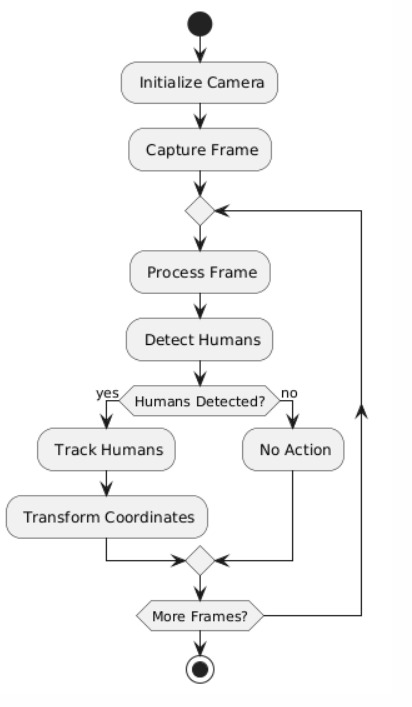 Initialize Camera
Capture Frame
Process Frame
Detect Humans
yes
Humans Detected?
no
Track Humans
No Action
Transform Coordinates
More Frames?